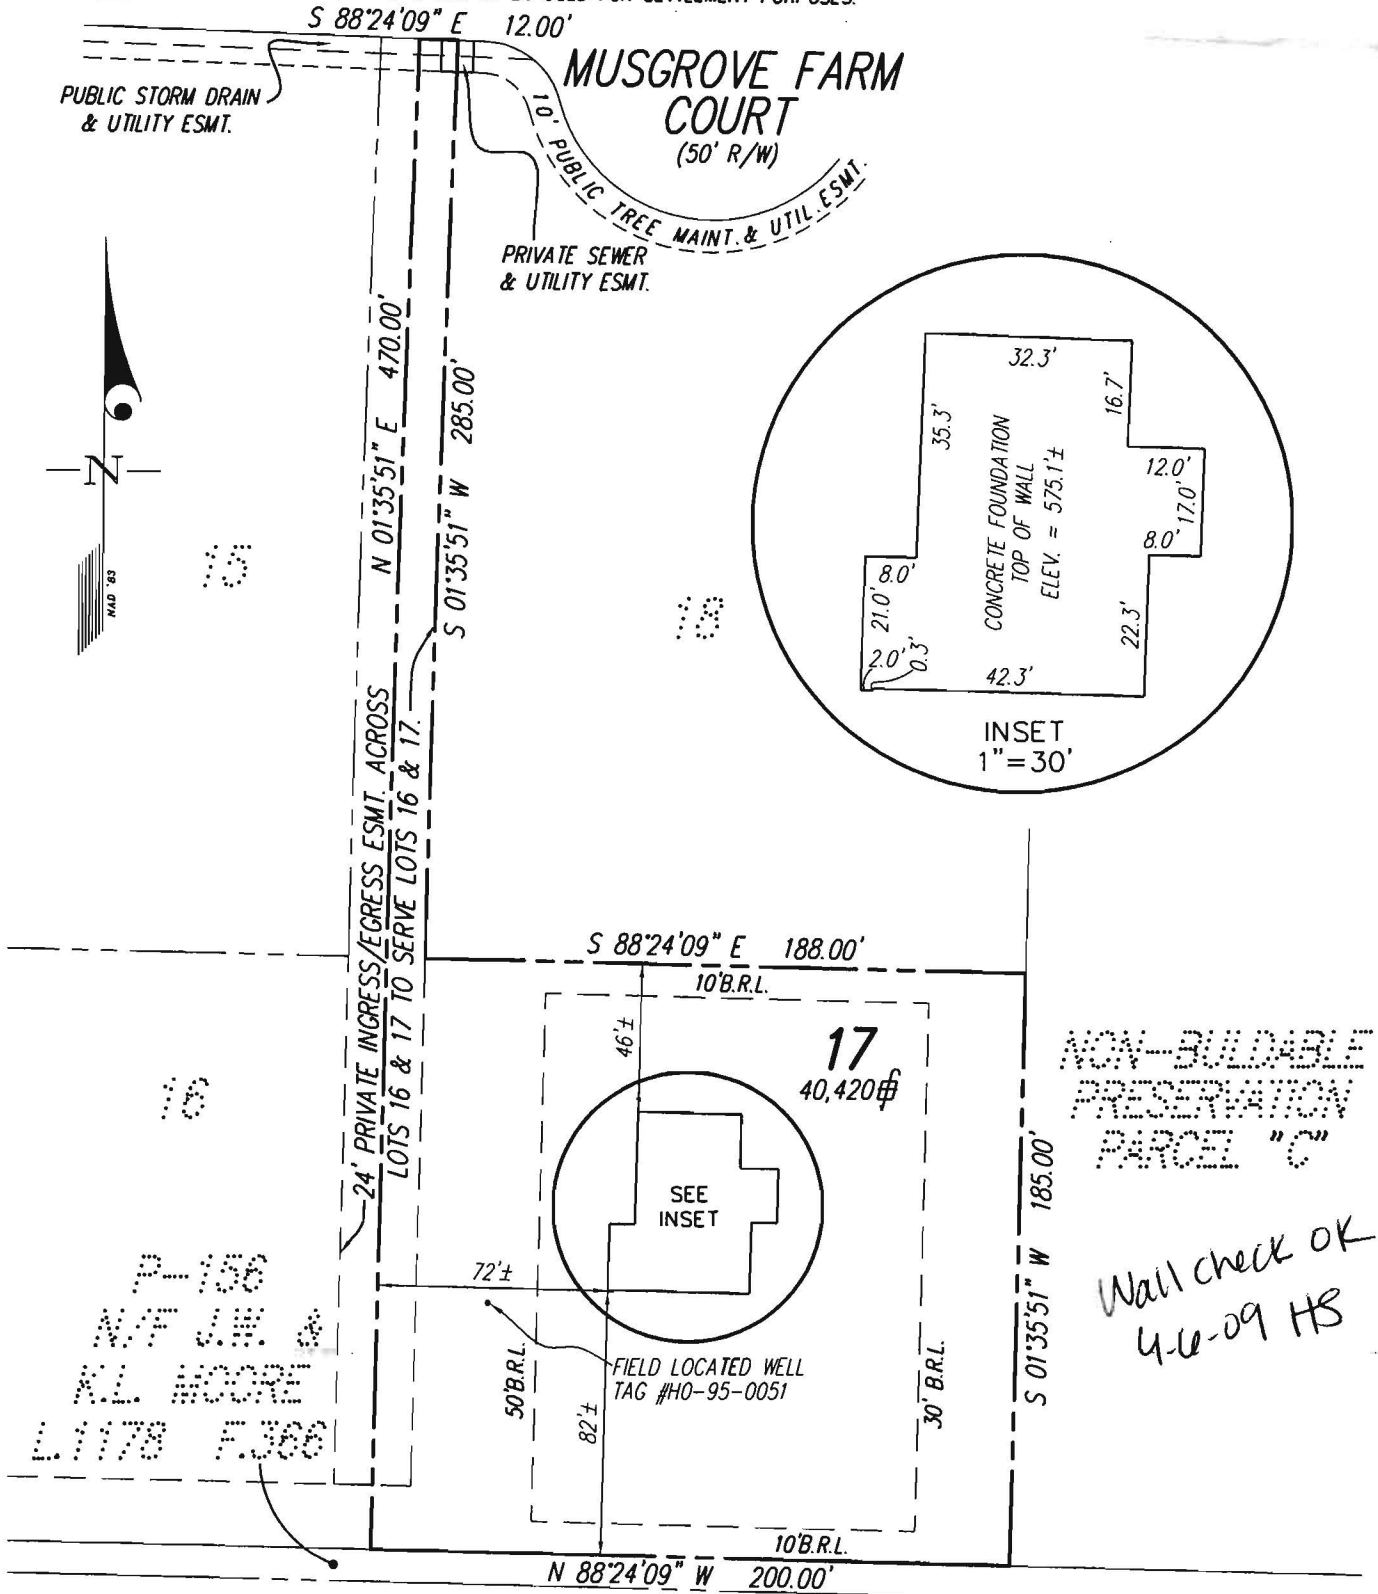 S 88°24'09" E 12.00'
MUSGROVE FARM
COURT
(50' R/W)
PUBLIC STORM DRAIN
& UTILITY ESMT.
10' PUBLIC TREE MAINT. & UTIL. ESMT.
PRIVATE SEWER
& UTILITY ESMT.
N 01°35'51" E 470.00'
S 01°35'51" W 285.00'
N
NAD '83
15
18
32.3'
16.7'
35.3'
12.0'
17.0'
8.0'
8.0'
21.0'
22.3'
2.0'
0.3'
42.3'
CONCRETE FOUNDATION
TOP OF WALL
ELEV. = 575.1'±
INSET
1"=30'
24' PRIVATE INGRESS/EGRESS ESMT. ACROSS
LOTS 16 & 17 TO SERVE LOTS 16 & 17.
S 88°24'09" E 188.00'
10'B.R.L.
46'±
17
40,420
16
SEE
INSET
NON-BULDABLE
PRESERVATION
PARCEL "C"
S 01°35'51" W 185.00'
72'±
P-156
N/F J.W. &
K.L. MOORE
L.1178 F.366
FIELD LOCATED WELL
TAG #HO-95-0051
50'B.R.L.
82'±
30' B.R.L.
Wall check OK
4-6-09 HS
10'B.R.L.
N 88°24'09" W 200.00'